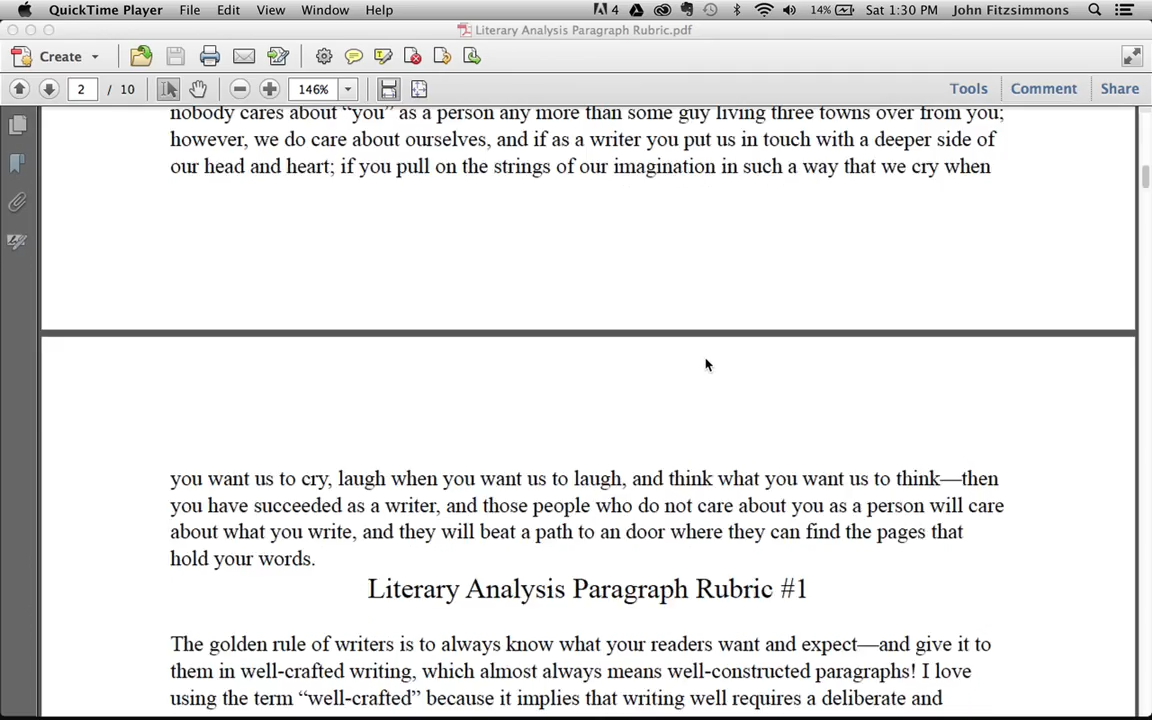 QuickTime Player File Edit View Window Help 4 14% Sat 1:30 PM John Fitzsimmons
Literary Analysis Paragraph Rubric.pdf
Create
2 / 10 146% Tools Comment Share
nobody cares about “you” as a person any more than some guy living three towns over from you;
however, we do care about ourselves, and if as a writer you put us in touch with a deeper side of
our head and heart; if you pull on the strings of our imagination in such a way that we cry when
you want us to cry, laugh when you want us to laugh, and think what you want us to think—then
you have succeeded as a writer, and those people who do not care about you as a person will care
about what you write, and they will beat a path to an door where they can find the pages that
hold your words.
Literary Analysis Paragraph Rubric #1
The golden rule of writers is to always know what your readers want and expect—and give it to
them in well-crafted writing, which almost always means well-constructed paragraphs! I love
using the term “well-crafted” because it implies that writing well requires a deliberate and